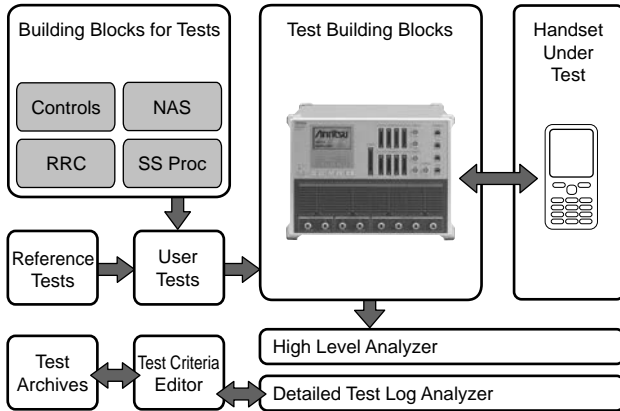 Building Blocks for Tests
Controls
NAS
RRC
SS Proc
Test Building Blocks
Anritsu
Handset
Under
Test
Reference
Tests
User
Tests
High Level Analyzer
Test
Archives
Test Criteria
Editor
Detailed Test Log Analyzer